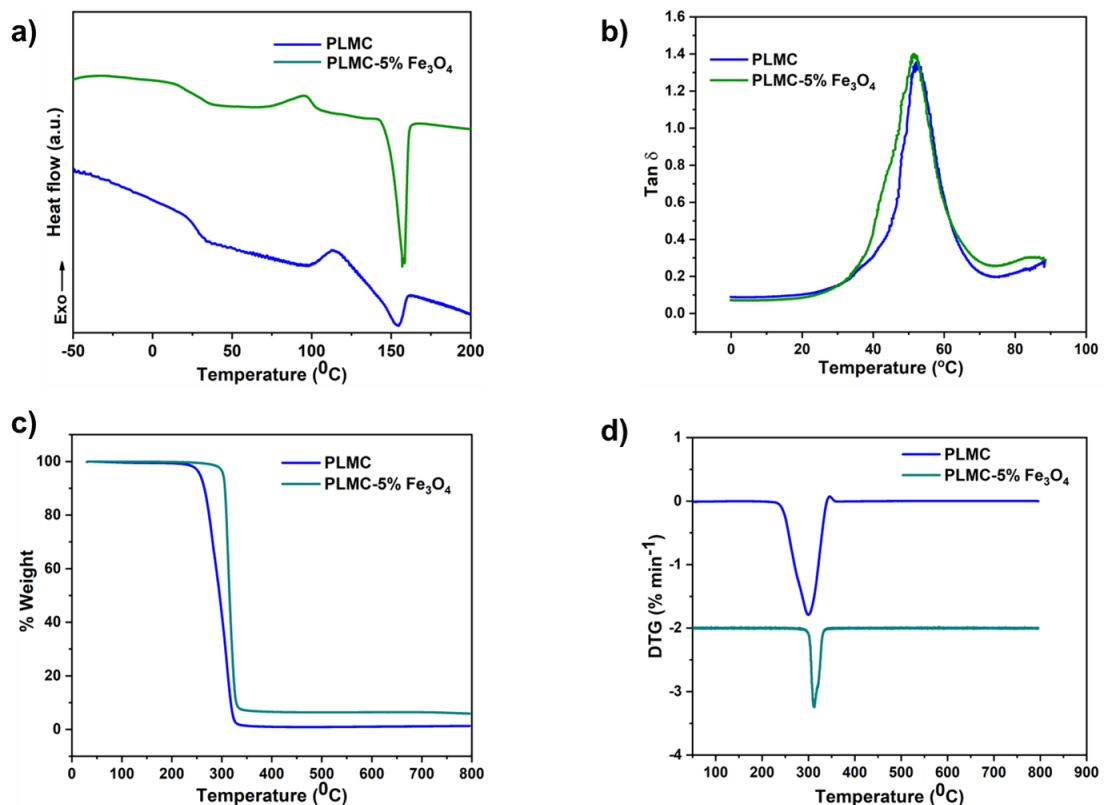 a)
PLMC
PLMC-5% Fe₃O₄
Heat flow (a.u.)
Exo
-50 0 50 100 150 200
Temperature (⁰C)
b)
PLMC
PLMC-5% Fe₃O₄
Tan δ
1.6
1.4
1.2
1.0
0.8
0.6
0.4
0.2
0.0
0 20 40 60 80 100
Temperature (ºC)
c)
PLMC
PLMC-5% Fe₃O₄
% Weight
100
80
60
40
20
0
0 100 200 300 400 500 600 700 800
Temperature (⁰C)
d)
PLMC
PLMC-5% Fe₃O₄
DTG (% min⁻¹)
1
0
-1
-2
-3
-4
100 200 300 400 500 600 700 800 900
Temperature (⁰C)